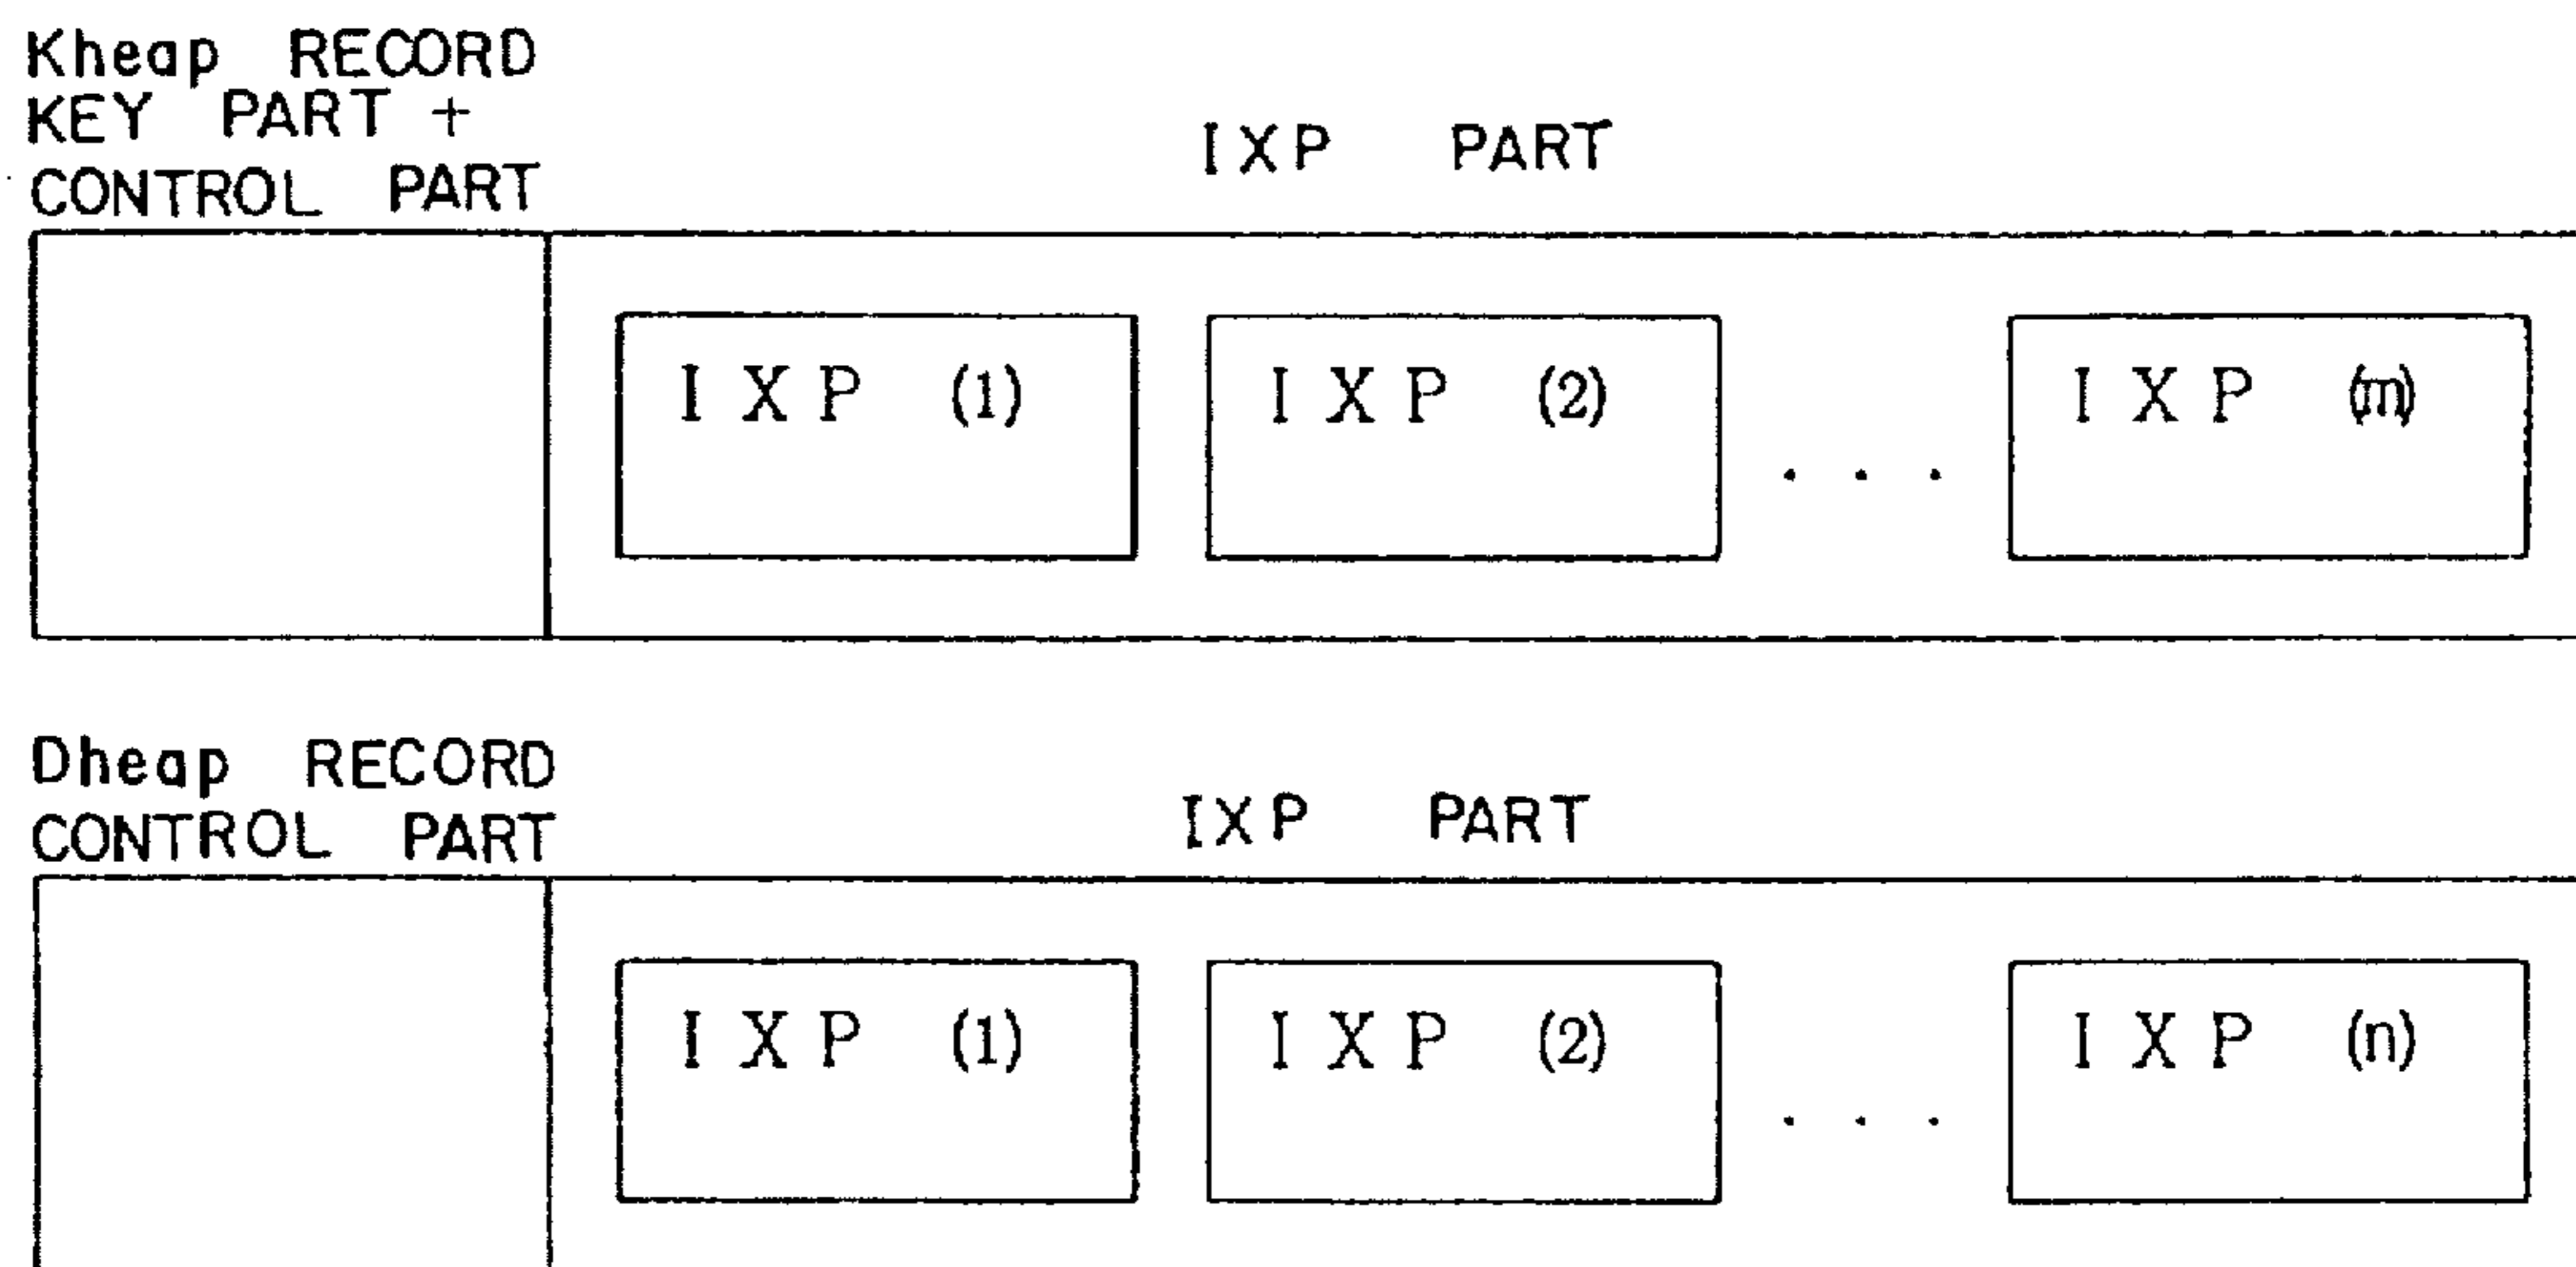 Kheap RECORD
KEY PART +
CONTROL PART
IXP PART
IXP (1)
IXP (2)
. . .
IXP (m)
Dheap RECORD
CONTROL PART
IXP PART
IXP (1)
IXP (2)
. . .
IXP (n)